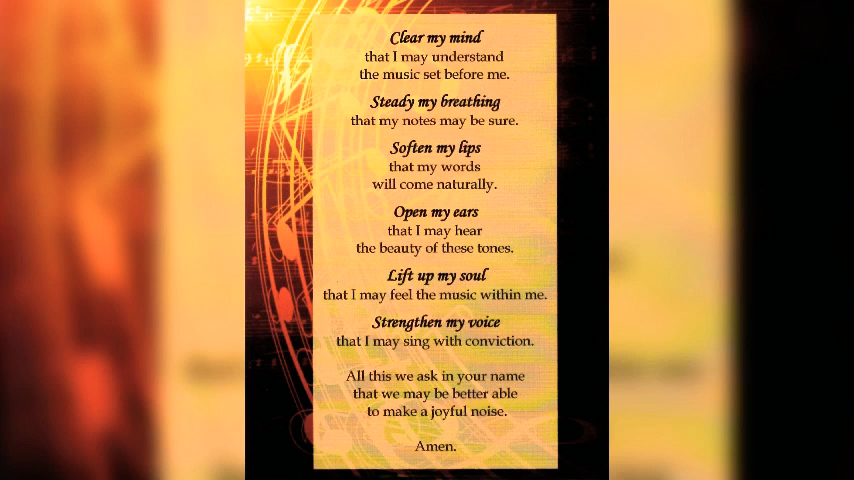 Clear my mind
that I may understand
the music set before me.
Steady my breathing
that my notes may be sure.
Soften my lips
that my words
will come naturally.
Open my ears
that I may hear
the beauty of these tones.
Lift up my soul
that I may feel the music within me.
Strengthen my voice
that I may sing with conviction.
All this we ask in your name
that we may be better able
to make a joyful noise.
Amen.